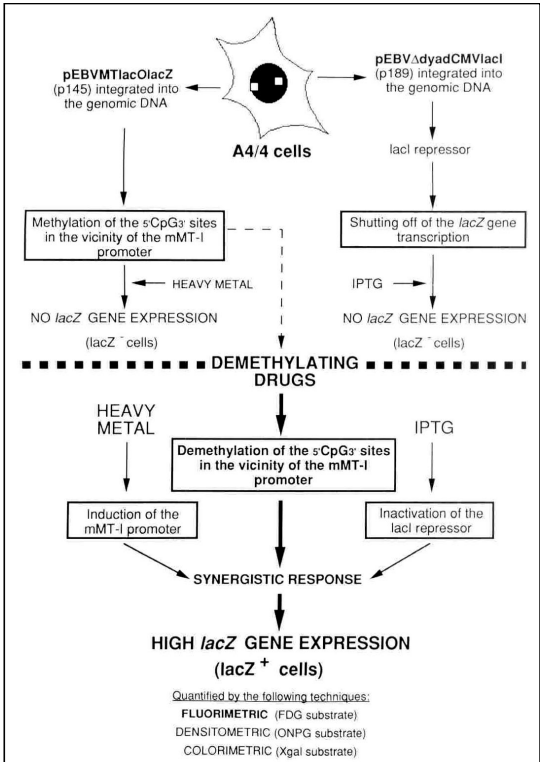 pEBVMTlacOlacZ
(p145) integrated into
the genomic DNA
pEBVΔdyadCMVlacI
(p189) integrated into
the genomic DNA
A4/4 cells
lacI repressor
Methylation of the 5'CpG3' sites
in the vicinity of the mMT-I
promoter
Shutting off of the lacZ gene
transcription
HEAVY METAL
IPTG
NO lacZ GENE EXPRESSION
(lacZ - cells)
NO lacZ GENE EXPRESSION
(lacZ - cells)
DEMETHYLATING
DRUGS
HEAVY
METAL
IPTG
Demethylation of the 5'CpG3' sites
in the vicinity of the mMT-I
promoter
Induction of the
mMT-I promoter
Inactivation of the
lacI repressor
SYNERGISTIC RESPONSE
HIGH lacZ GENE EXPRESSION
(lacZ + cells)
Quantified by the following techniques:
FLUORIMETRIC (FDG substrate)
DENSITOMETRIC (ONPG substrate)
COLORIMETRIC (Xgal substrate)